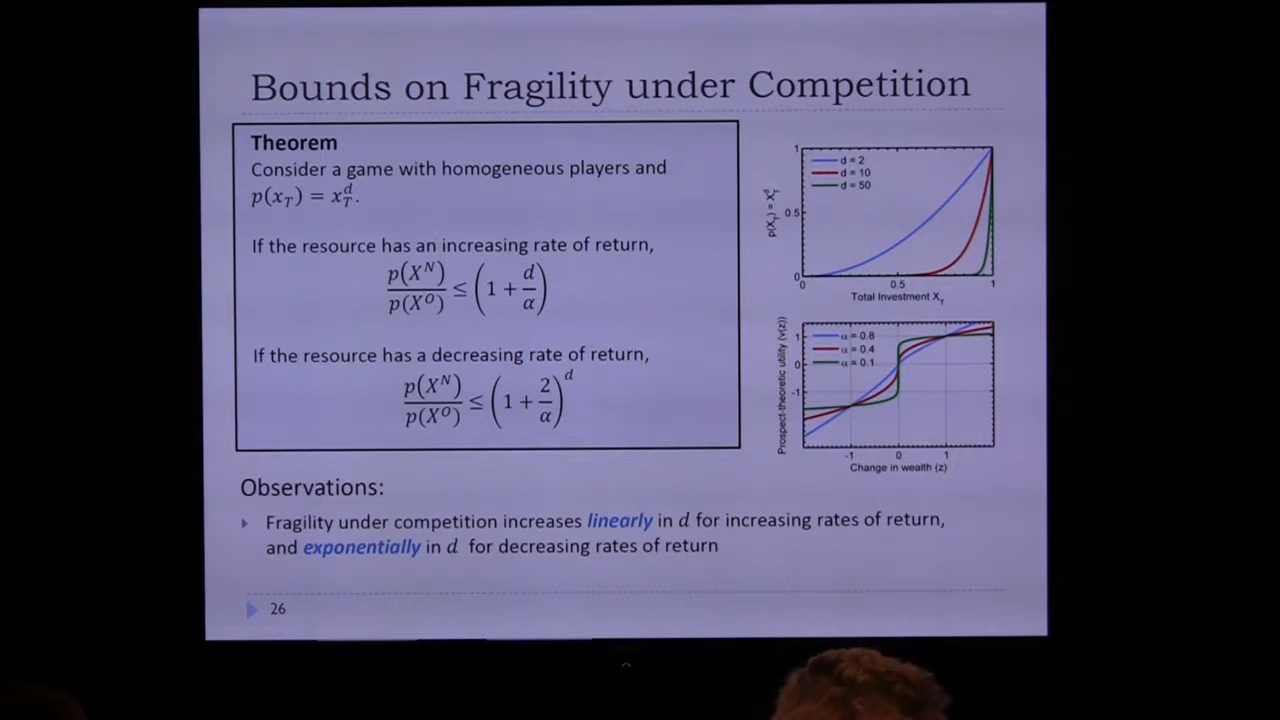 Bounds on Fragility under Competition
Theorem
Consider a game with homogeneous players and
p(x_T) = x_T^d.
If the resource has an increasing rate of return,
p(X^N)/p(X^O) ≤ (1 + d/α)
If the resource has a decreasing rate of return,
p(X^N)/p(X^O) ≤ (1 + 2/α)^d
d = 2
d = 10
d = 50
p(X_T) = X_T^d
1
0.5
0
0
0.5
1
Total Investment X_T
α = 0.8
α = 0.4
α = 0.1
Prospect-theoretic utility (v(z))
1
0
-1
-1
0
1
Change in wealth (z)
Observations:
Fragility under competition increases linearly in d for increasing rates of return,
and exponentially in d for decreasing rates of return
26